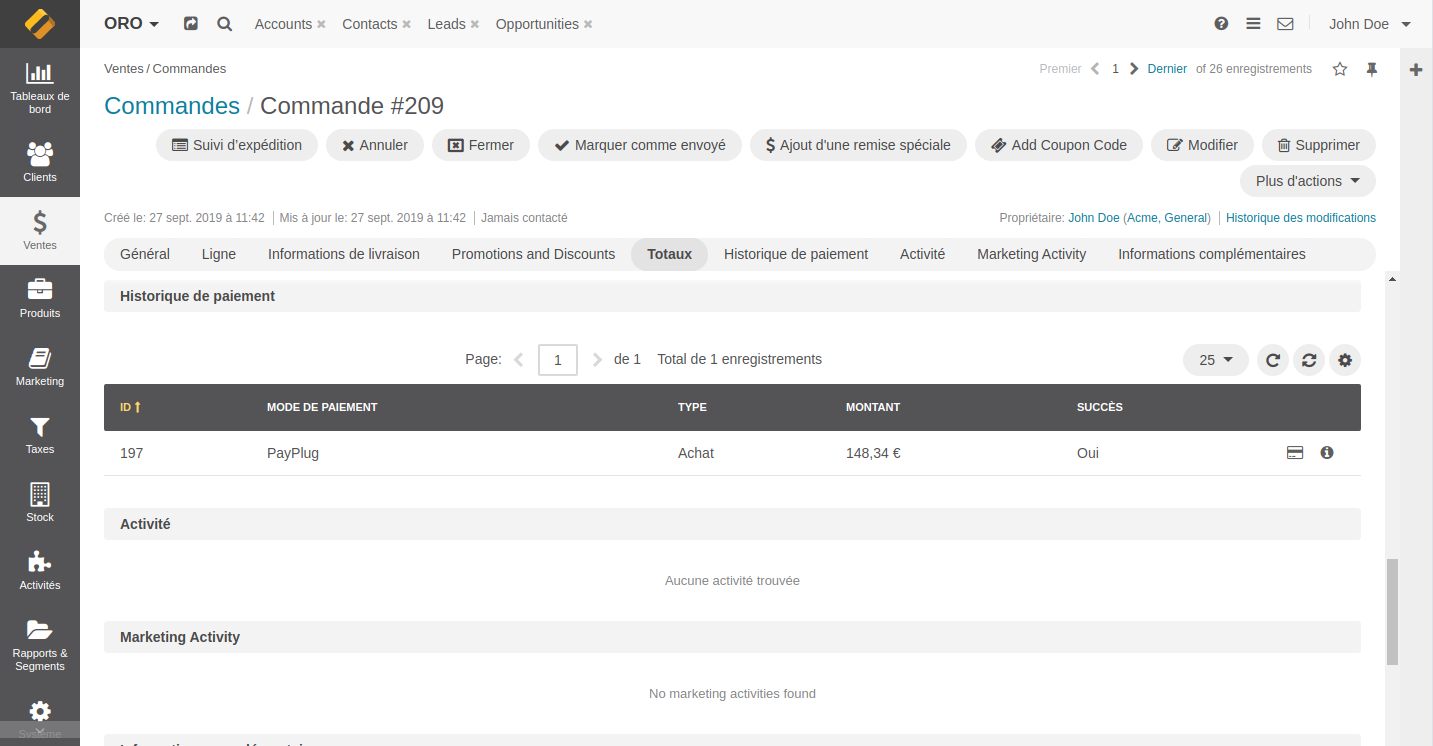 ORO
Accounts
Contacts
Leads
Opportunities
John Doe
Tableaux de
bord
Clients
Ventes
Produits
Marketing
Taxes
Stock
Activités
Rapports &
Segments
Système
Ventes / Commandes
Premier 1 Dernier of 26 enregistrements
Commandes / Commande #209
Suivi d'expédition
Annuler
Fermer
Marquer comme envoyé
Ajout d'une remise spéciale
Add Coupon Code
Modifier
Supprimer
Plus d'actions
Créé le: 27 sept. 2019 à 11:42 Mis à jour le: 27 sept. 2019 à 11:42 Jamais contacté
Propriétaire: John Doe (Acme, General) Historique des modifications
Général Ligne Informations de livraison Promotions and Discounts Totaux Historique de paiement Activité Marketing Activity Informations complémentaires
Historique de paiement
Page: 1 de 1 Total de 1 enregistrements
25
ID MODE DE PAIEMENT TYPE MONTANT SUCCÈS
197 PayPlug Achat 148,34 € Oui
Activité
Aucune activité trouvée
Marketing Activity
No marketing activities found